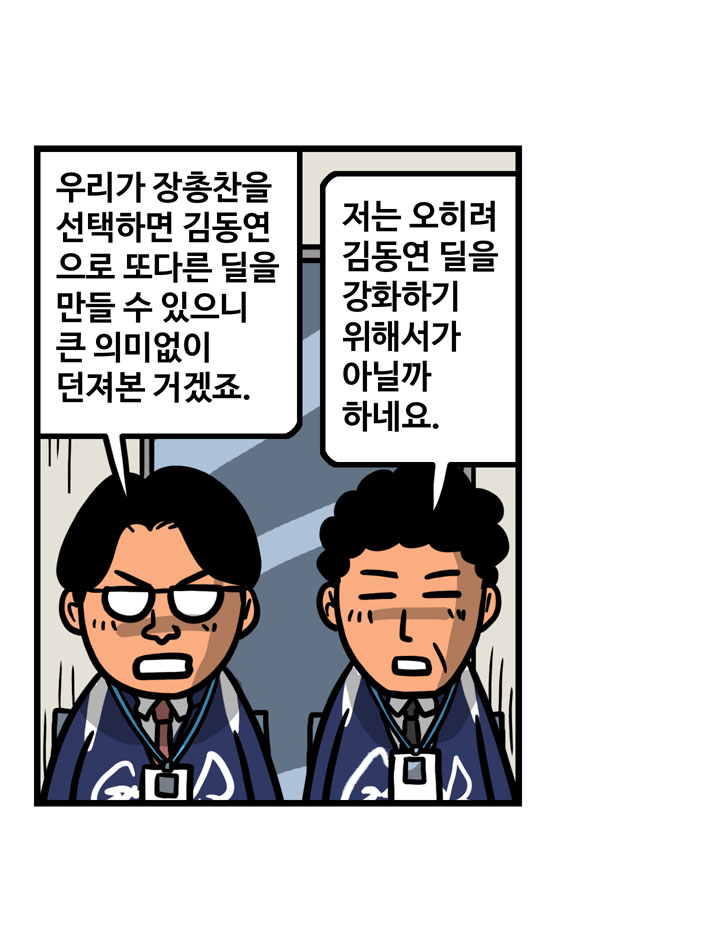 우리가 장총찬을
선택하면 김동연
으로 또다른 딜을
만들 수 있으니
큰 의미없이
던져본 거겠죠.
저는 오히려
김동연 딜을
강화하기
위해서가
아닐까
하네요.